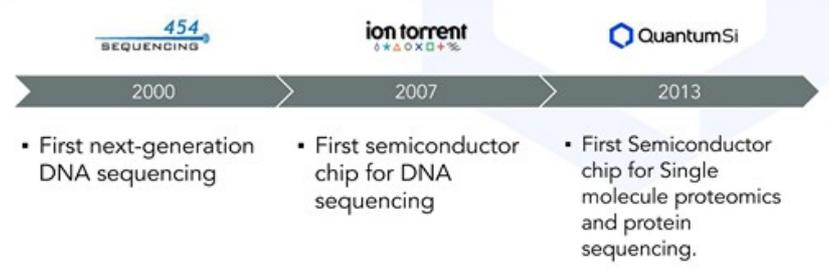 454
SEQUENCING
ion torrent
QuantumSi
2000
2007
2013
▪ First next-generation
DNA sequencing
▪ First semiconductor
chip for DNA
sequencing
▪ First Semiconductor
chip for Single
molecule proteomics
and protein
sequencing.